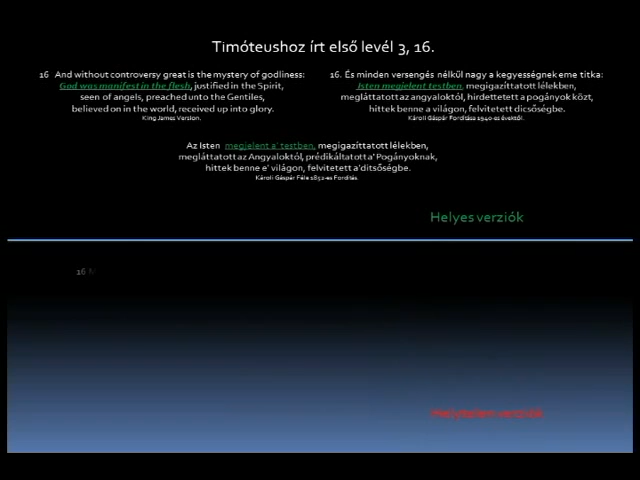 Timóteushoz írt első levél 3, 16.
16 And without controversy great is the mystery of godliness:
God was manifest in the flesh, justified in the Spirit,
seen of angels, preached unto the Gentiles,
believed on in the world, received up into glory.
King James Version.
16. És minden versengés nélkül nagy a kegyességnek eme titka:
Isten megjelent testben, megigazíttatott lélekben,
megláttatott az angyaloktól, hirdettetett a pogányok közt,
hittek benne a világon, felvitetett dicsőségbe.
Károli Gáspár Fordítása 1940-es évektől.
Az Isten megjelent a' testben, megigazíttatott lélekben,
megláttatott az Angyaloktól, prédikáltatott a' Pogányoknak,
hittek benne e' világon, felvitetett a'ditsőségbe.
Károli Gáspár Féle 1852-es Fordítás.
Helyes verziók
16 M
Helytelen verziók